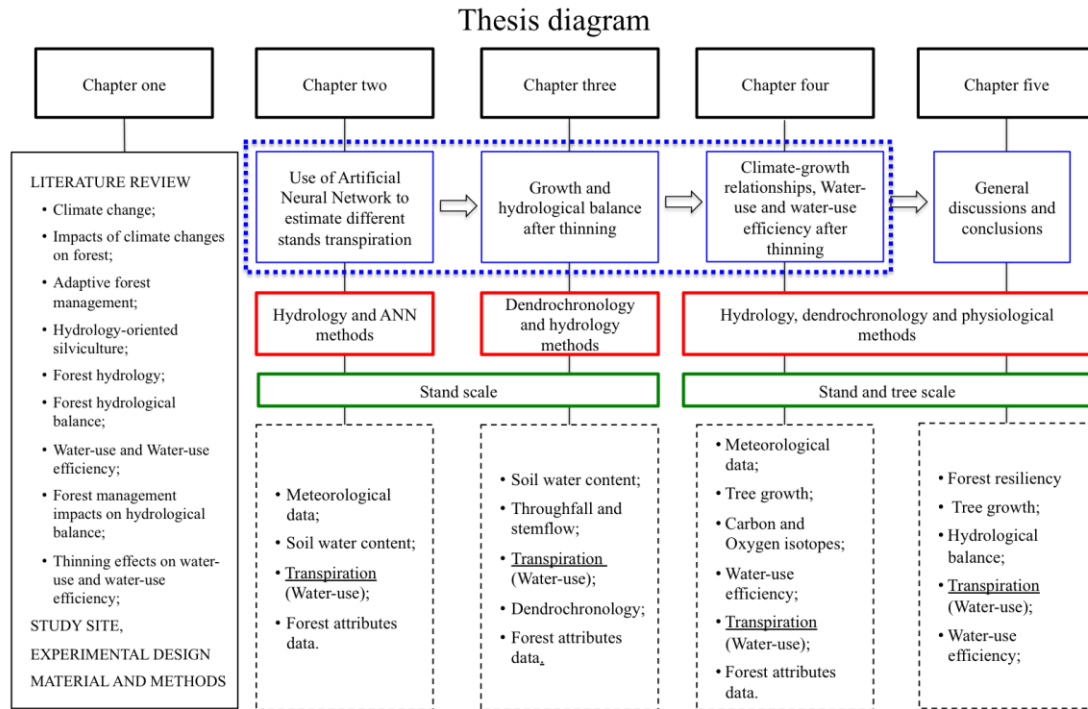 Thesis diagram
Chapter one
Chapter two
Chapter three
Chapter four
Chapter five
LITERATURE REVIEW
• Climate change;
• Impacts of climate changes
on forest;
• Adaptive forest
management;
• Hydrology-oriented
silviculture;
• Forest hydrology;
• Forest hydrological
balance;
• Water-use and Water-use
efficiency;
• Forest management
impacts on hydrological
balance;
• Thinning effects on water-
use and water-use
efficiency;
STUDY SITE,
EXPERIMENTAL DESIGN
MATERIAL AND METHODS
Use of Artificial
Neural Network to
estimate different
stands transpiration
Growth and
hydrological balance
after thinning
Climate-growth
relationships, Water-
use and water-use
efficiency after
thinning
General
discussions and
conclusions
Hydrology and ANN
methods
Dendrochronology
and hydrology
methods
Hydrology, dendrochronology and physiological
methods
Stand scale
Stand and tree scale
• Meteorological
data;
• Soil water content;
• Transpiration
(Water-use);
• Forest attributes
data.
• Soil water content;
• Throughfall and
stemflow;
• Transpiration
(Water-use);
• Dendrochronology;
• Forest attributes
data.
• Meteorological
data;
• Tree growth;
• Carbon and
Oxygen isotopes;
• Water-use
efficiency;
• Transpiration
(Water-use);
• Forest attributes
data.
• Forest resiliency
• Tree growth;
• Hydrological
balance;
• Transpiration
(Water-use);
• Water-use
efficiency;